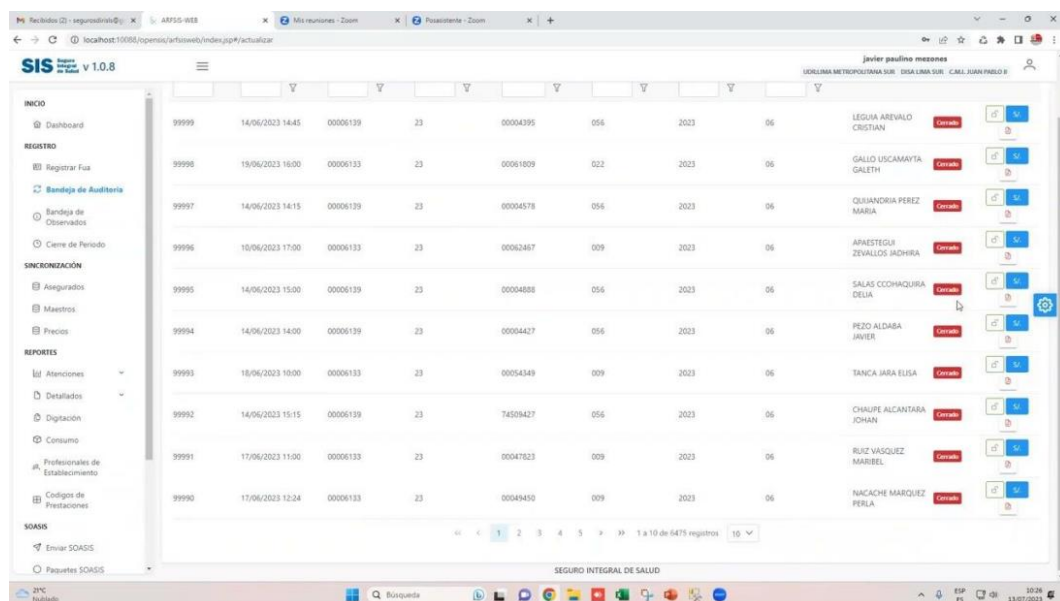 Recibidos (2) - segurosdirisls@g
ARFSIS-WEB
Mis reuniones - Zoom
Posasistente - Zoom
localhost:10088/opensis/arfsisweb/index.jsp#/actualizar
SIS Seguro Integral de Salud v 1.0.8
javier paulino mezones
UDR:LIMA METROPOLITANA SUR DISA LIMA SUR C.M.I. JUAN PABLO II
INICIO
Dashboard
REGISTRO
Registrar Fua
Bandeja de Auditoria
Bandeja de
Observados
Cierre de Periodo
SINCRONIZACIÓN
Asegurados
Maestros
Precios
REPORTES
Atenciones
Detallados
Digitación
Consumo
Profesionales de
Establecimiento
Codigos de
Prestaciones
SOASIS
Enviar SOASIS
Paquetes SOASIS
99999 14/06/2023 14:45 00006139 23 00004395 056 2023 06 LEGUIA AREVALO CRISTIAN Cerrado S/.
99998 19/06/2023 16:00 00006133 23 00061809 022 2023 06 GALLO USCAMAYTA GALETH Cerrado S/.
99997 14/06/2023 14:15 00006139 23 00004578 056 2023 06 QUIJANDRIA PEREZ MARIA Cerrado S/.
99996 10/06/2023 17:00 00006133 23 00062467 009 2023 06 APAESTEGUI ZEVALLOS JADHIRA Cerrado S/.
99995 14/06/2023 15:00 00006139 23 00004888 056 2023 06 SALAS CCOHAQUIRA DELIA Cerrado S/.
99994 14/06/2023 14:00 00006139 23 00004427 056 2023 06 PEZO ALDABA JAVIER Cerrado S/.
99993 18/06/2023 10:00 00006133 23 00054349 009 2023 06 TANCA JARA ELISA Cerrado S/.
99992 14/06/2023 15:15 00006139 23 74509427 056 2023 06 CHAUPE ALCANTARA JOHAN Cerrado S/.
99991 17/06/2023 11:00 00006133 23 00047823 009 2023 06 RUIZ VASQUEZ MARIBEL Cerrado S/.
99990 17/06/2023 12:24 00006133 23 00049450 009 2023 06 NACACHE MARQUEZ PERLA Cerrado S/.
1 2 3 4 5 1 a 10 de 6475 registros 10
SEGURO INTEGRAL DE SALUD
21°C
Nublado
Búsqueda
ESP
10:26
13/07/2023